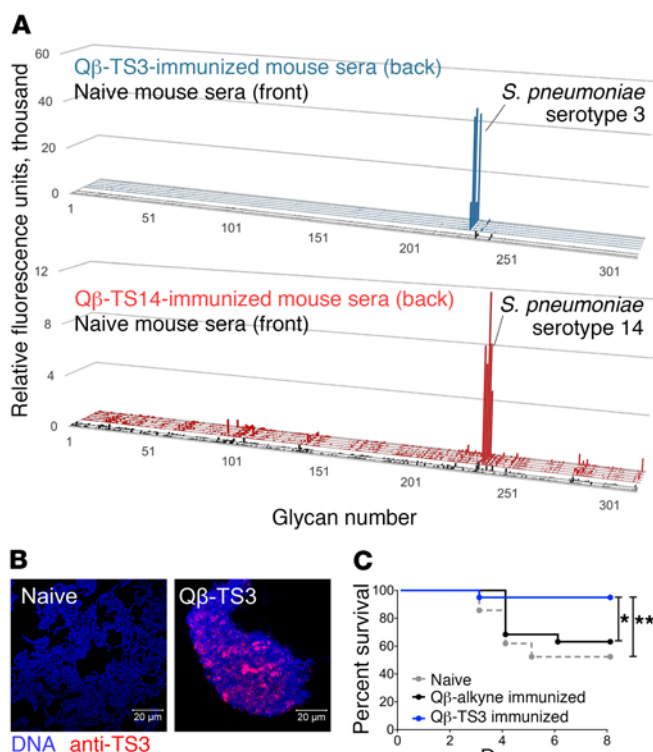 A
Relative fluorescence units, thousand
60
40
20
0
Qβ-TS3-immunized mouse sera (back)
Naive mouse sera (front)
S. pneumoniae
serotype 3
1
51
101
151
201
251
301
12
8
4
0
Qβ-TS14-immunized mouse sera (back)
Naive mouse sera (front)
S. pneumoniae
serotype 14
1
51
101
151
201
251
301
Glycan number
B
Naive
20 µm
Qβ-TS3
20 µm
DNA anti-TS3
C
Percent survival
100
80
60
40
20
0
* **
Naive
Qβ-alkyne immunized
Qβ-TS3 immunized
0 2 4 6 8